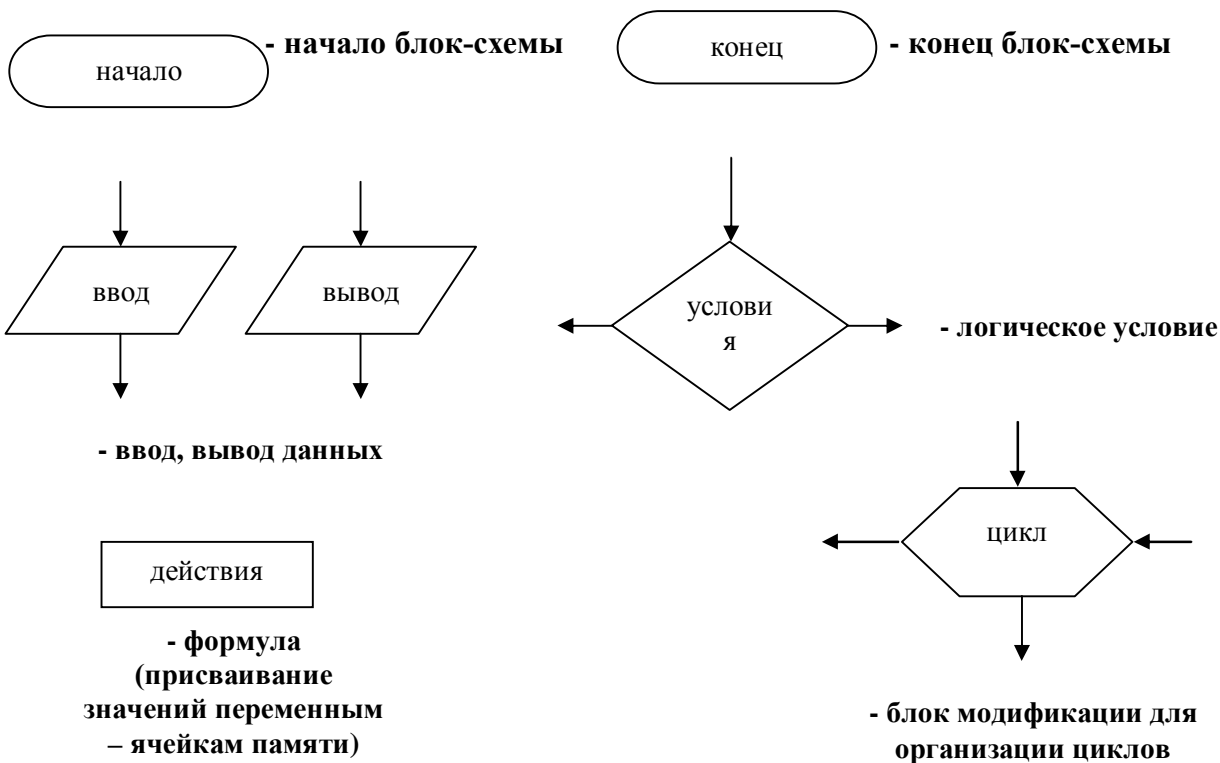 начало
- начало блок-схемы
конец
- конец блок-схемы
ввод
вывод
- ввод, вывод данных
услови
я
- логическое условие
действия
- формула
(присваивание
значений переменным
– ячейкам памяти)
цикл
- блок модификации для
организации циклов